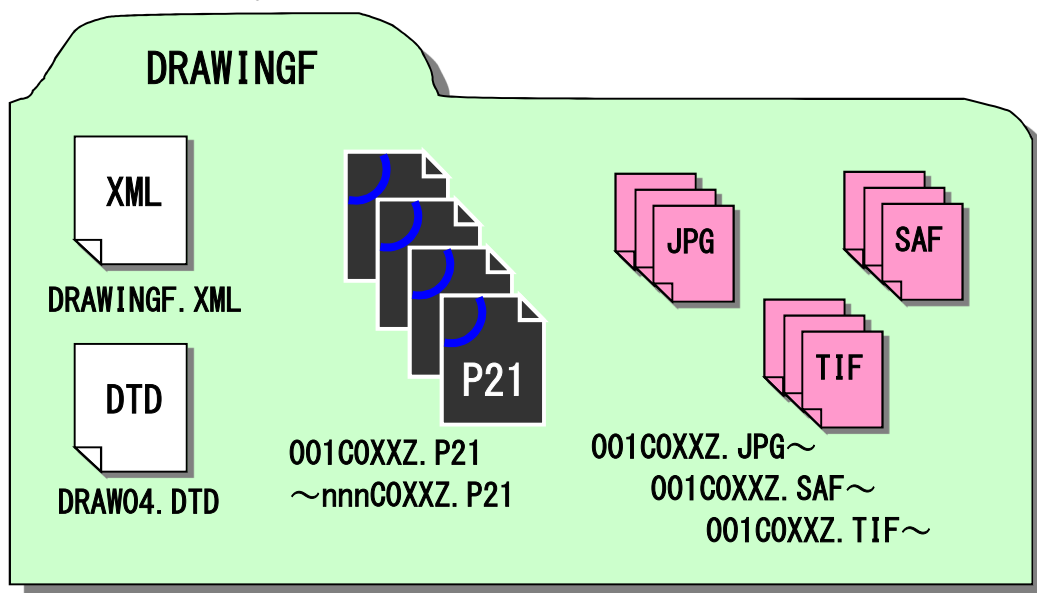 DRAWINGF
XML
DRAWINGF.XML
DTD
DRAW04.DTD
P21
001C0XXZ.P21
～nnnC0XXZ.P21
JPG
SAF
TIF
001C0XXZ.JPG～
001C0XXZ.SAF～
001C0XXZ.TIF～